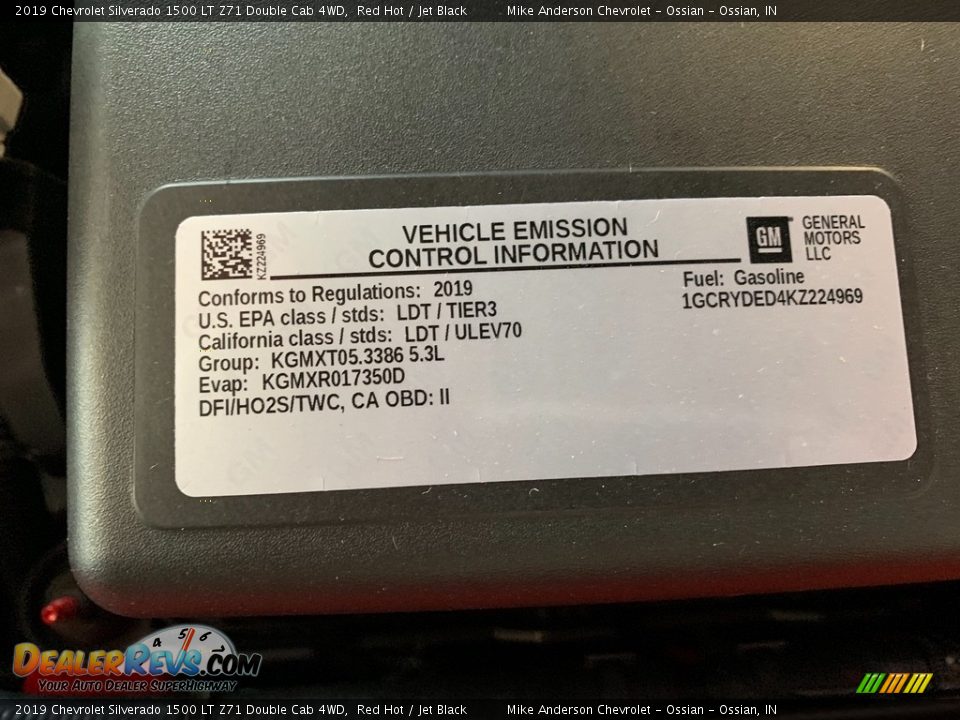 2019 Chevrolet Silverado 1500 LT Z71 Double Cab 4WD, Red Hot / Jet Black Mike Anderson Chevrolet - Ossian - Ossian, IN
KZ224969
VEHICLE EMISSION
CONTROL INFORMATION
GM
GENERAL
MOTORS
LLC
Conforms to Regulations: 2019
U.S. EPA class / stds: LDT / TIER3
California class / stds: LDT / ULEV70
Group: KGMXT05.3386 5.3L
Evap: KGMXR017350D
DFI/HO2S/TWC, CA OBD: II
Fuel: Gasoline
1GCRYDED4KZ224969
4 5 6 7
DealerRevs.com
Your Auto Dealer SuperHighway
2019 Chevrolet Silverado 1500 LT Z71 Double Cab 4WD, Red Hot / Jet Black Mike Anderson Chevrolet - Ossian - Ossian, IN